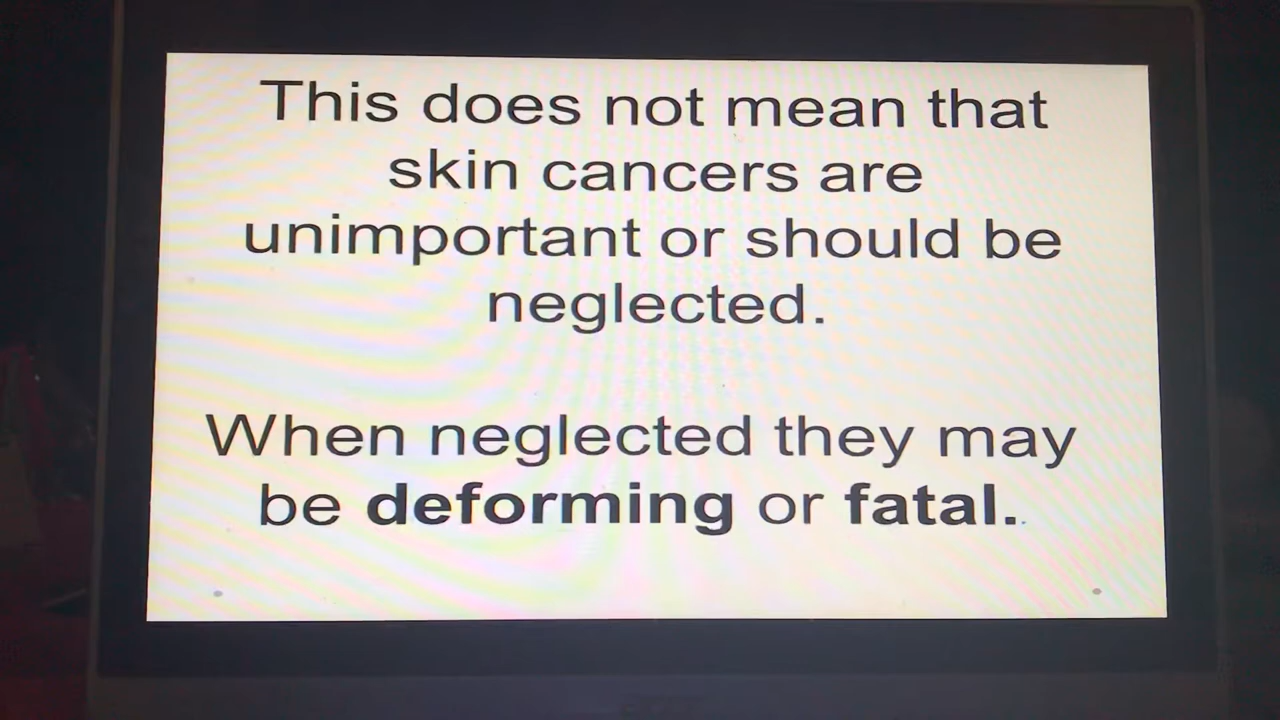 This does not mean that
skin cancers are
unimportant or should be
neglected.
When neglected they may
be deforming or fatal..